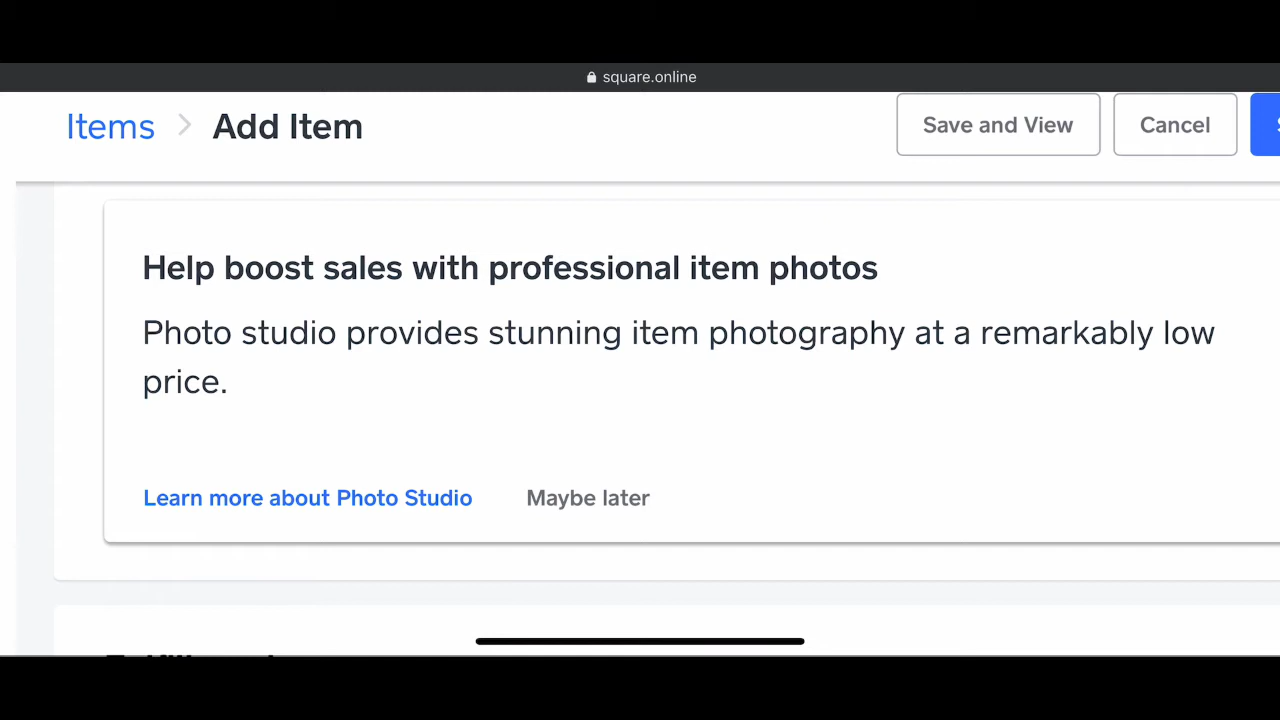 square.online
Items > Add Item
Save and View
Cancel
Help boost sales with professional item photos
Photo studio provides stunning item photography at a remarkably low
price.
Learn more about Photo Studio
Maybe later